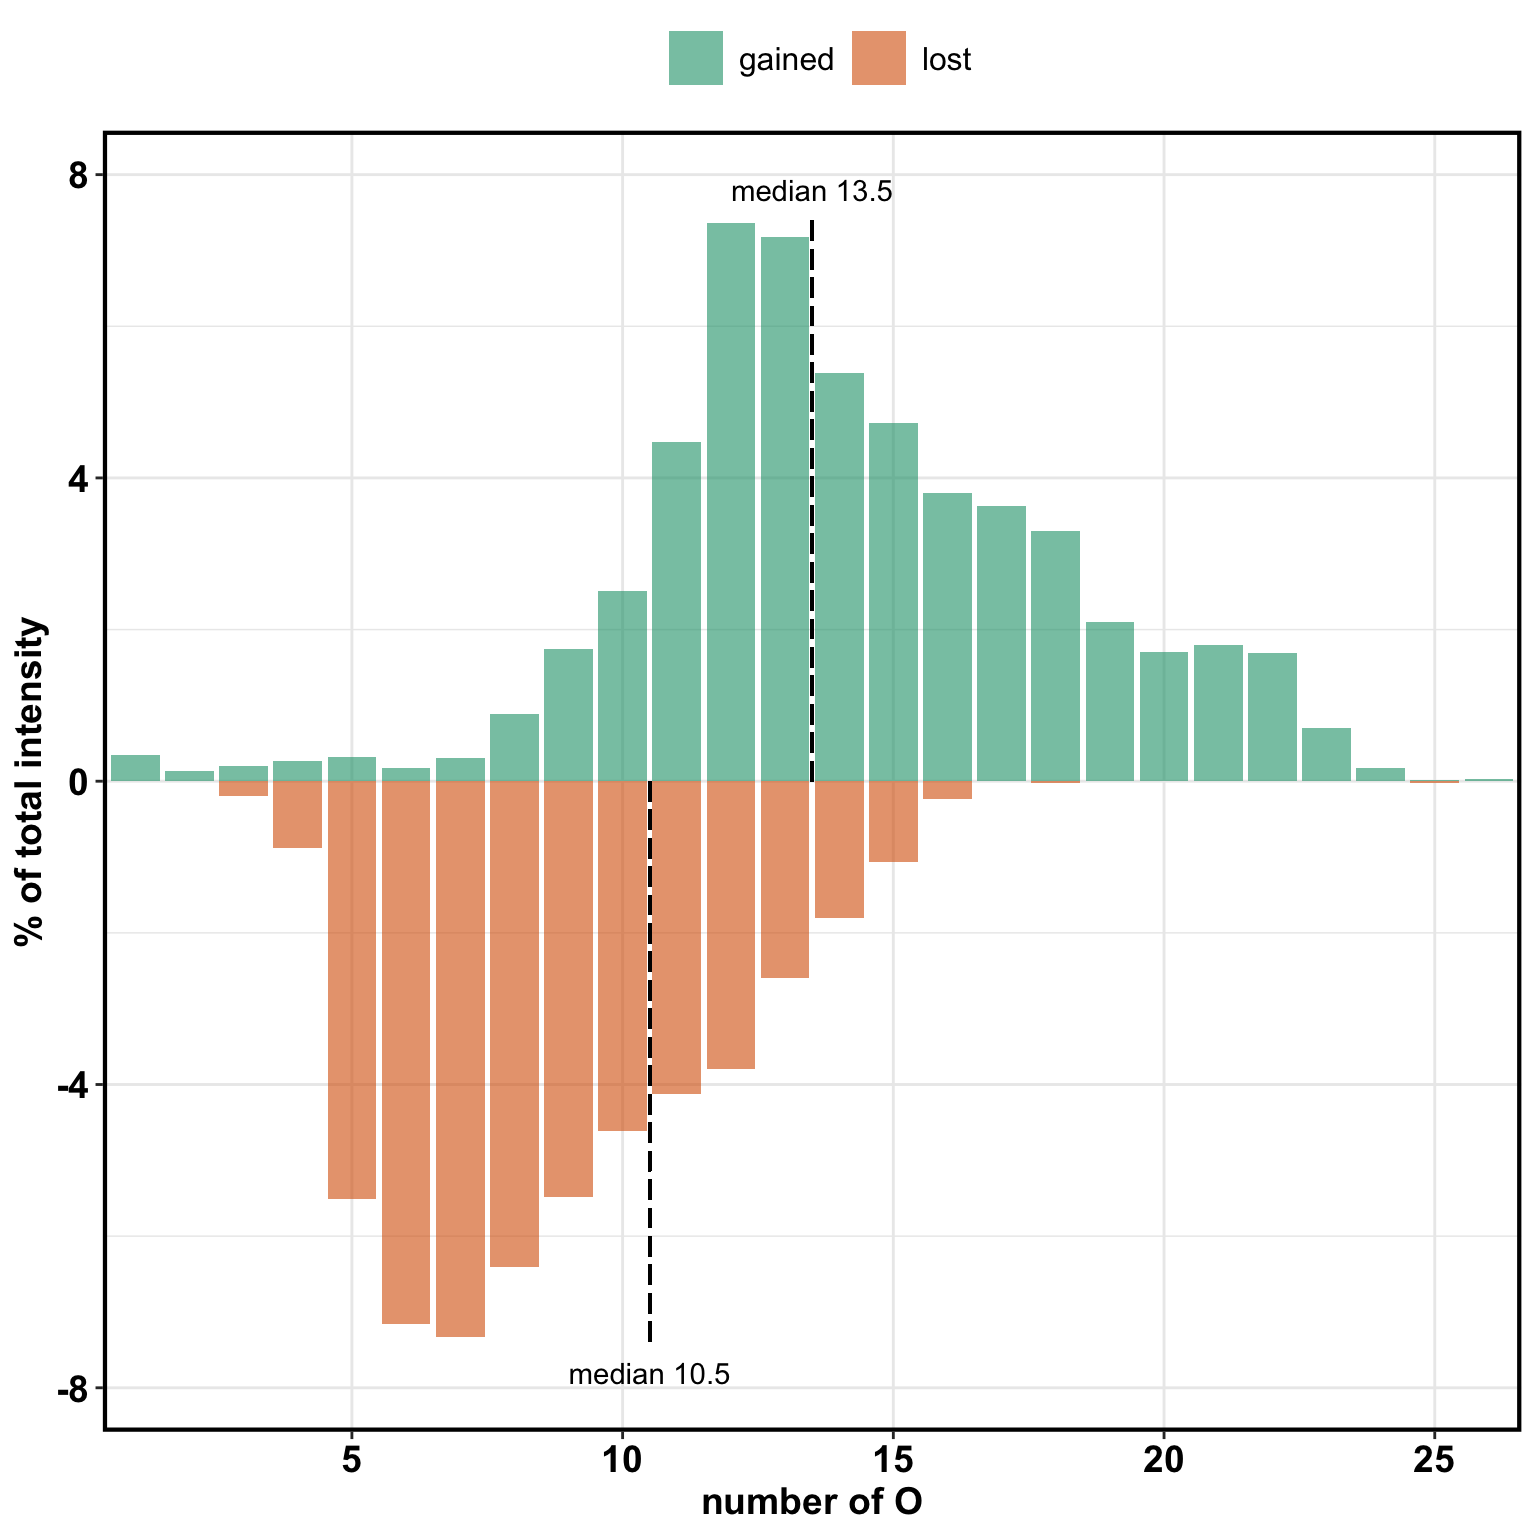 gained lost
median 13.5
8
4
0
-4
-8
% of total intensity
median 10.5
5 10 15 20 25
number of O